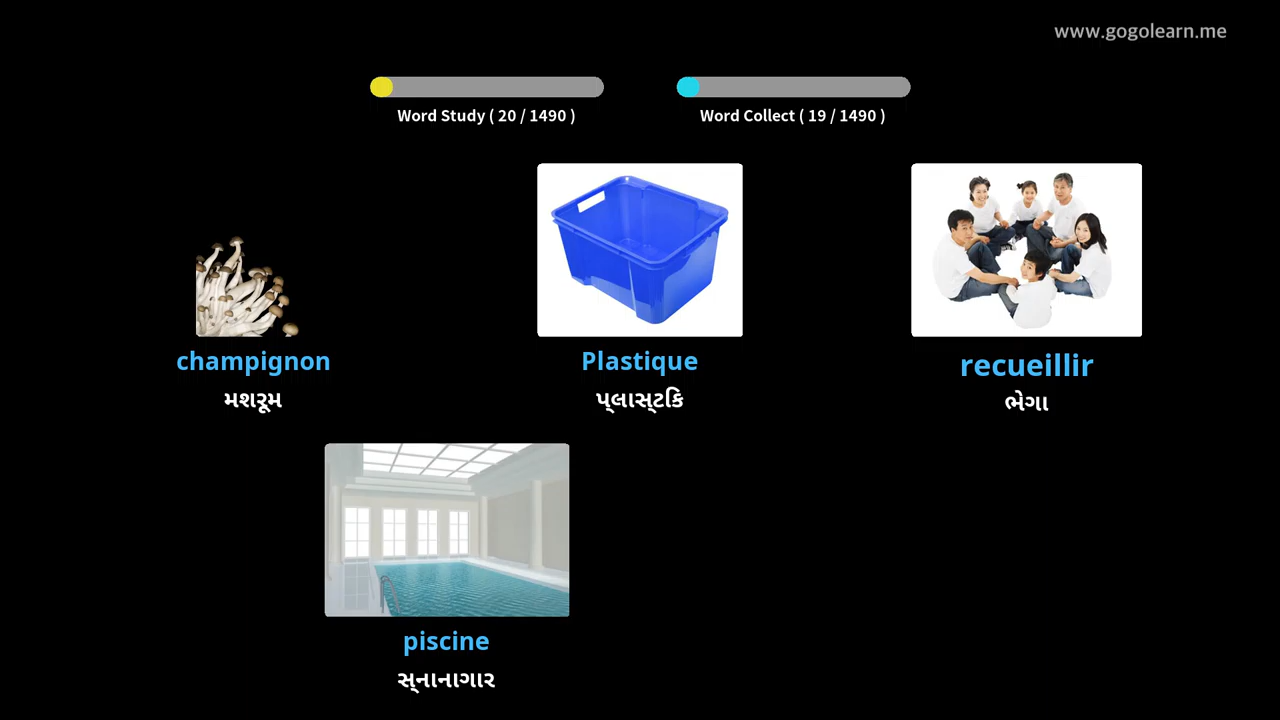 www.gogolearn.me
Word Study ( 20 / 1490 )
Word Collect ( 19 / 1490 )
champignon
મશરૂમ
Plastique
પ્લાસ્ટિક
recueillir
ભેગા
piscine
સ્નાનાગાર